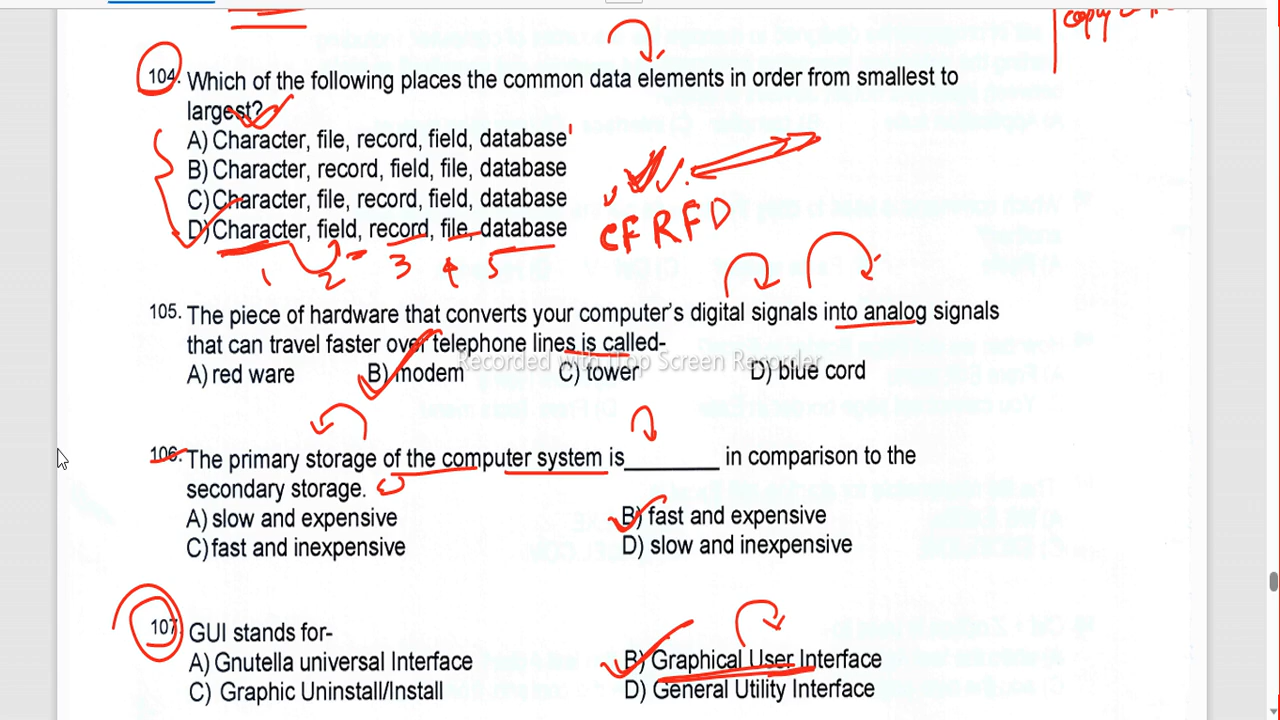 copy
104. Which of the following places the common data elements in order from smallest to
largest?
A) Character, file, record, field, database
B) Character, record, field, file, database
C) Character, file, record, field, database
D) Character, field, record, file, database
CFRFD
1 2 3 4 5
105. The piece of hardware that converts your computer's digital signals into analog signals
that can travel faster over telephone lines is called-
Recorded with iTop Screen Recorder
A) red ware B) modem C) tower D) blue cord
106. The primary storage of the computer system is________ in comparison to the
secondary storage.
A) slow and expensive B) fast and expensive
C) fast and inexpensive D) slow and inexpensive
107. GUI stands for-
A) Gnutella universal Interface B) Graphical User Interface
C) Graphic Uninstall/Install D) General Utility Interface